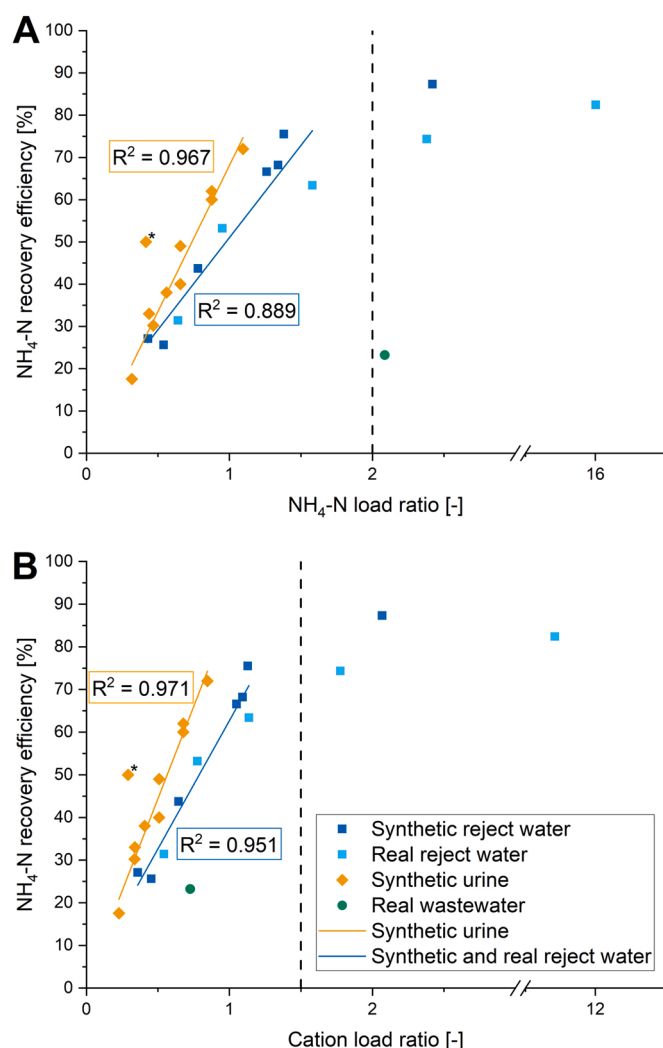 A
100
90
80
70
60
50
40
30
20
10
0
NH₄-N recovery efficiency [%]
R² = 0.967
*
R² = 0.889
0 1 2 16
NH₄-N load ratio [-]
B
100
90
80
70
60
50
40
30
20
10
0
NH₄-N recovery efficiency [%]
R² = 0.971
*
R² = 0.951
Synthetic reject water
Real reject water
Synthetic urine
Real wastewater
Synthetic urine
Synthetic and real reject water
0 1 2 12
Cation load ratio [-]